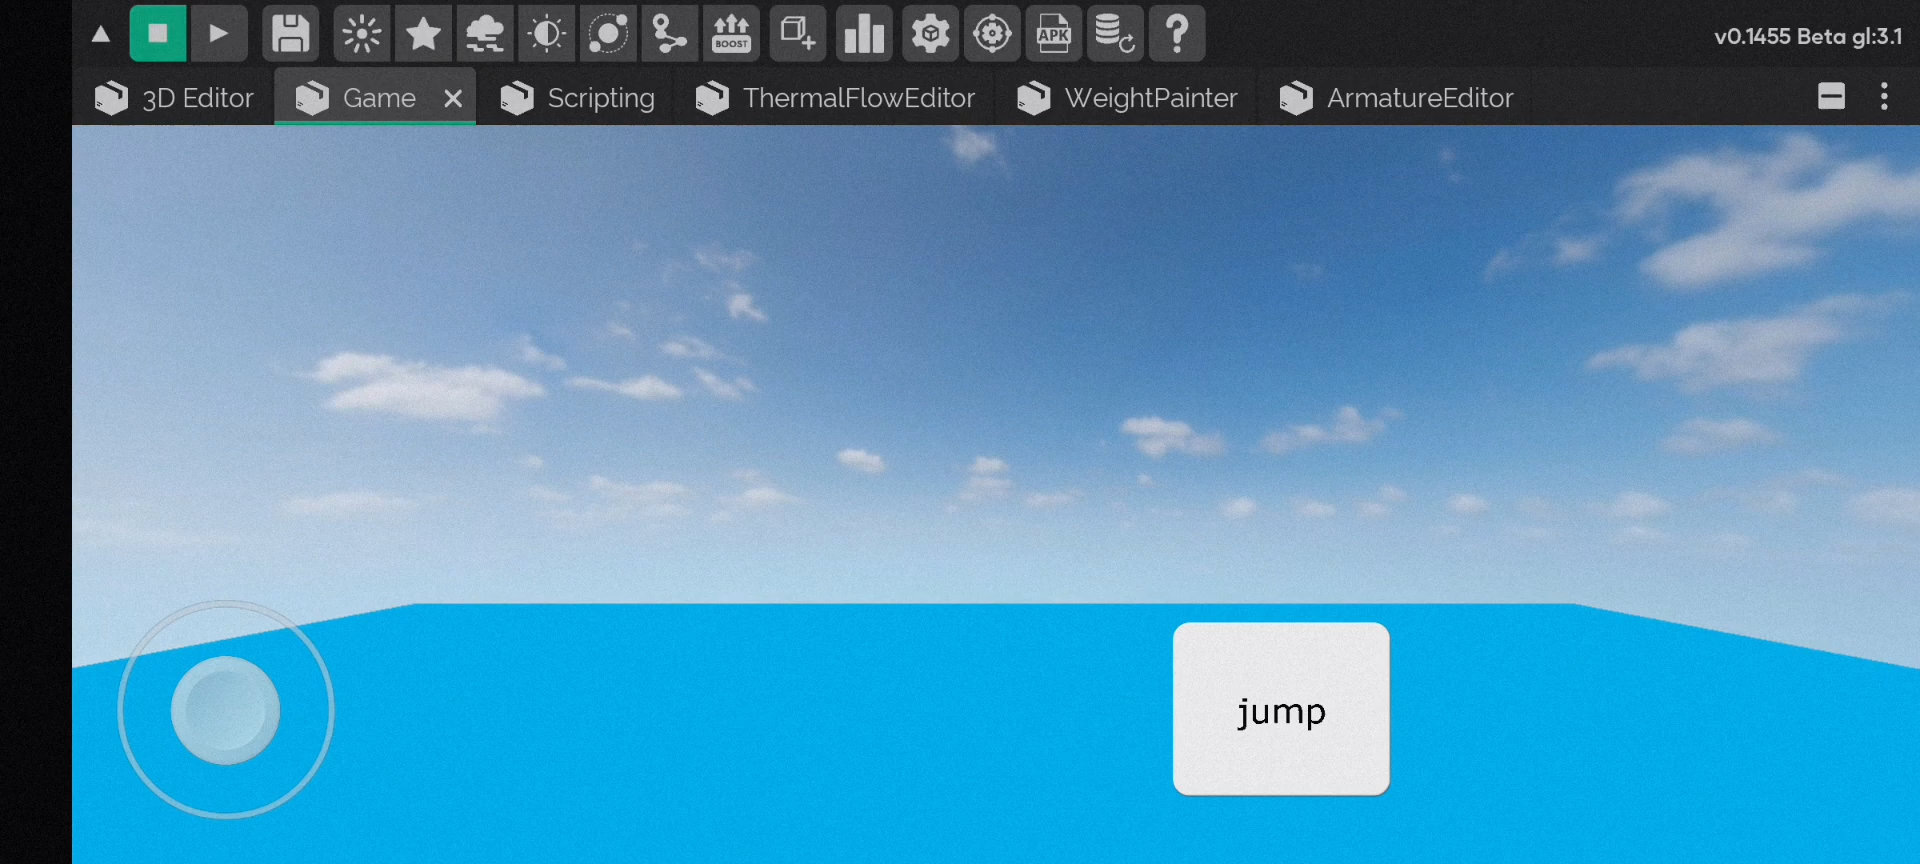 BOOST
APK
v0.1455 Beta gl:3.1
3D Editor
Game
Scripting
ThermalFlowEditor
WeightPainter
ArmatureEditor
jump